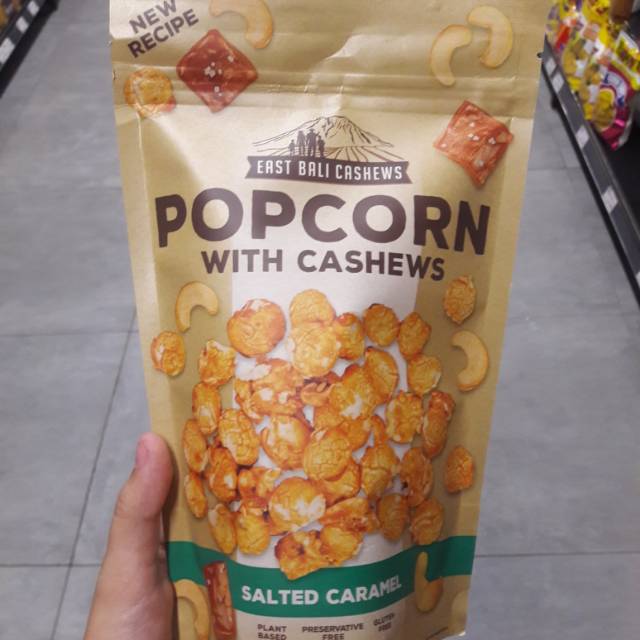 NEW
RECIPE
EAST BALI CASHEWS
POPCORN
WITH CASHEWS
SALTED CARAMEL
PLANT
BASED
PRESERVATIVE
FREE
GLUTEN
FREE